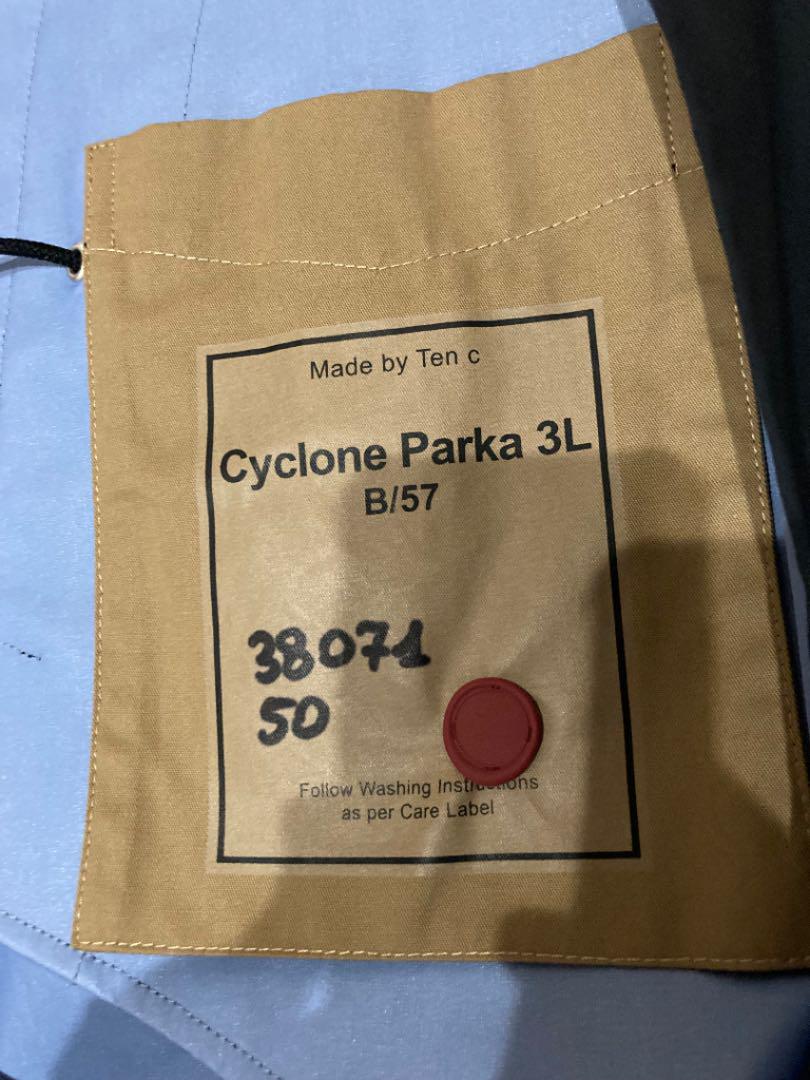 Made by Ten c
Cyclone Parka 3L
B/57
38071
50
Follow Washing Instructions
as per Care Label